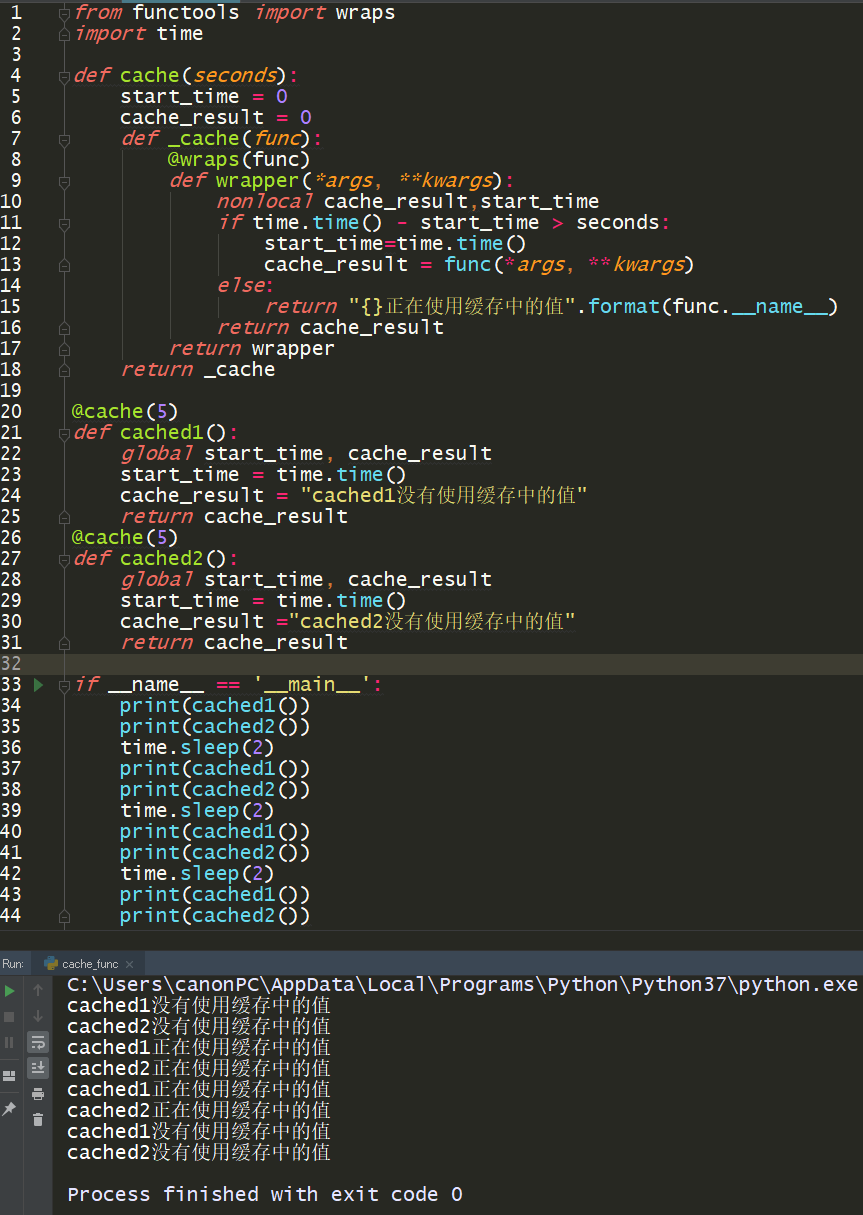 1 from functools import wraps
2 import time
3
4 def cache(seconds):
5     start_time = 0
6     cache_result = 0
7     def _cache(func):
8         @wraps(func)
9         def wrapper(*args, **kwargs):
10             nonlocal cache_result,start_time
11             if time.time() - start_time > seconds:
12                 start_time=time.time()
13                 cache_result = func(*args, **kwargs)
14             else:
15                 return "{}正在使用缓存中的值".format(func.__name__)
16             return cache_result
17         return wrapper
18     return _cache
19
20 @cache(5)
21 def cached1():
22     global start_time, cache_result
23     start_time = time.time()
24     cache_result = "cached1没有使用缓存中的值"
25     return cache_result
26 @cache(5)
27 def cached2():
28     global start_time, cache_result
29     start_time = time.time()
30     cache_result ="cached2没有使用缓存中的值"
31     return cache_result
32
33 if __name__ == '__main__':
34     print(cached1())
35     print(cached2())
36     time.sleep(2)
37     print(cached1())
38     print(cached2())
39     time.sleep(2)
40     print(cached1())
41     print(cached2())
42     time.sleep(2)
43     print(cached1())
44     print(cached2())
Run: cache_func ×
C:\Users\canonPC\AppData\Local\Programs\Python\Python37\python.exe
cached1没有使用缓存中的值
cached2没有使用缓存中的值
cached1正在使用缓存中的值
cached2正在使用缓存中的值
cached1正在使用缓存中的值
cached2正在使用缓存中的值
cached1没有使用缓存中的值
cached2没有使用缓存中的值
Process finished with exit code 0